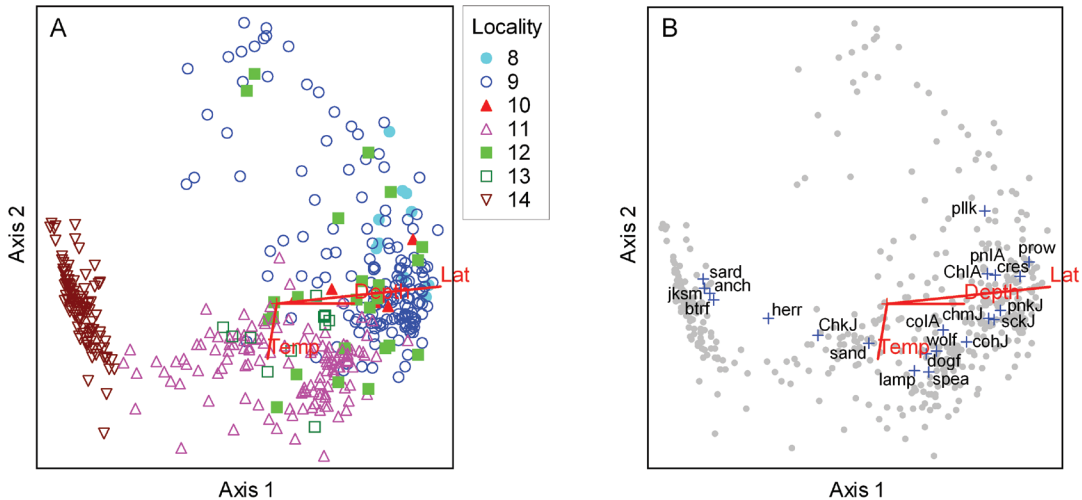 A
Locality
8
9
10
11
12
13
14
Axis 2
Lat
Depth
Temp
Axis 1
B
Axis 2
pllk
pnlA
prow
ChlA
cres
Lat
sard
anch
jksm
btrf
Depth
pnkJ
herr
chmJ
sckJ
ChkJ
colA
wolf
cohJ
sand
Temp
dogf
lamp
spea
Axis 1